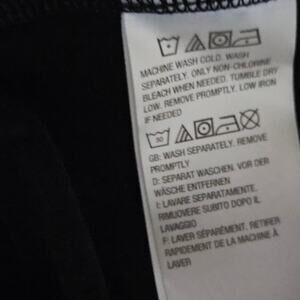 MACHINE WASH COLD. WASH
SEPARATELY. ONLY NON-CHLORINE
BLEACH WHEN NEEDED. TUMBLE DRY
LOW. REMOVE PROMPTLY. LOW IRON
IF NEEDED
30
GB: WASH SEPARATELY. REMOVE
PROMPTLY
D: SEPARAT WASCHEN. VOR DER
WÄSCHE ENTFERNEN
I: LAVARE SEPARATAMENTE.
RIMUOVERE SUBITO DOPO IL
LAVAGGIO
F: LAVER SÉPARÉMENT. RETIRER
RAPIDEMENT DE LA MACHINE À
LAVER